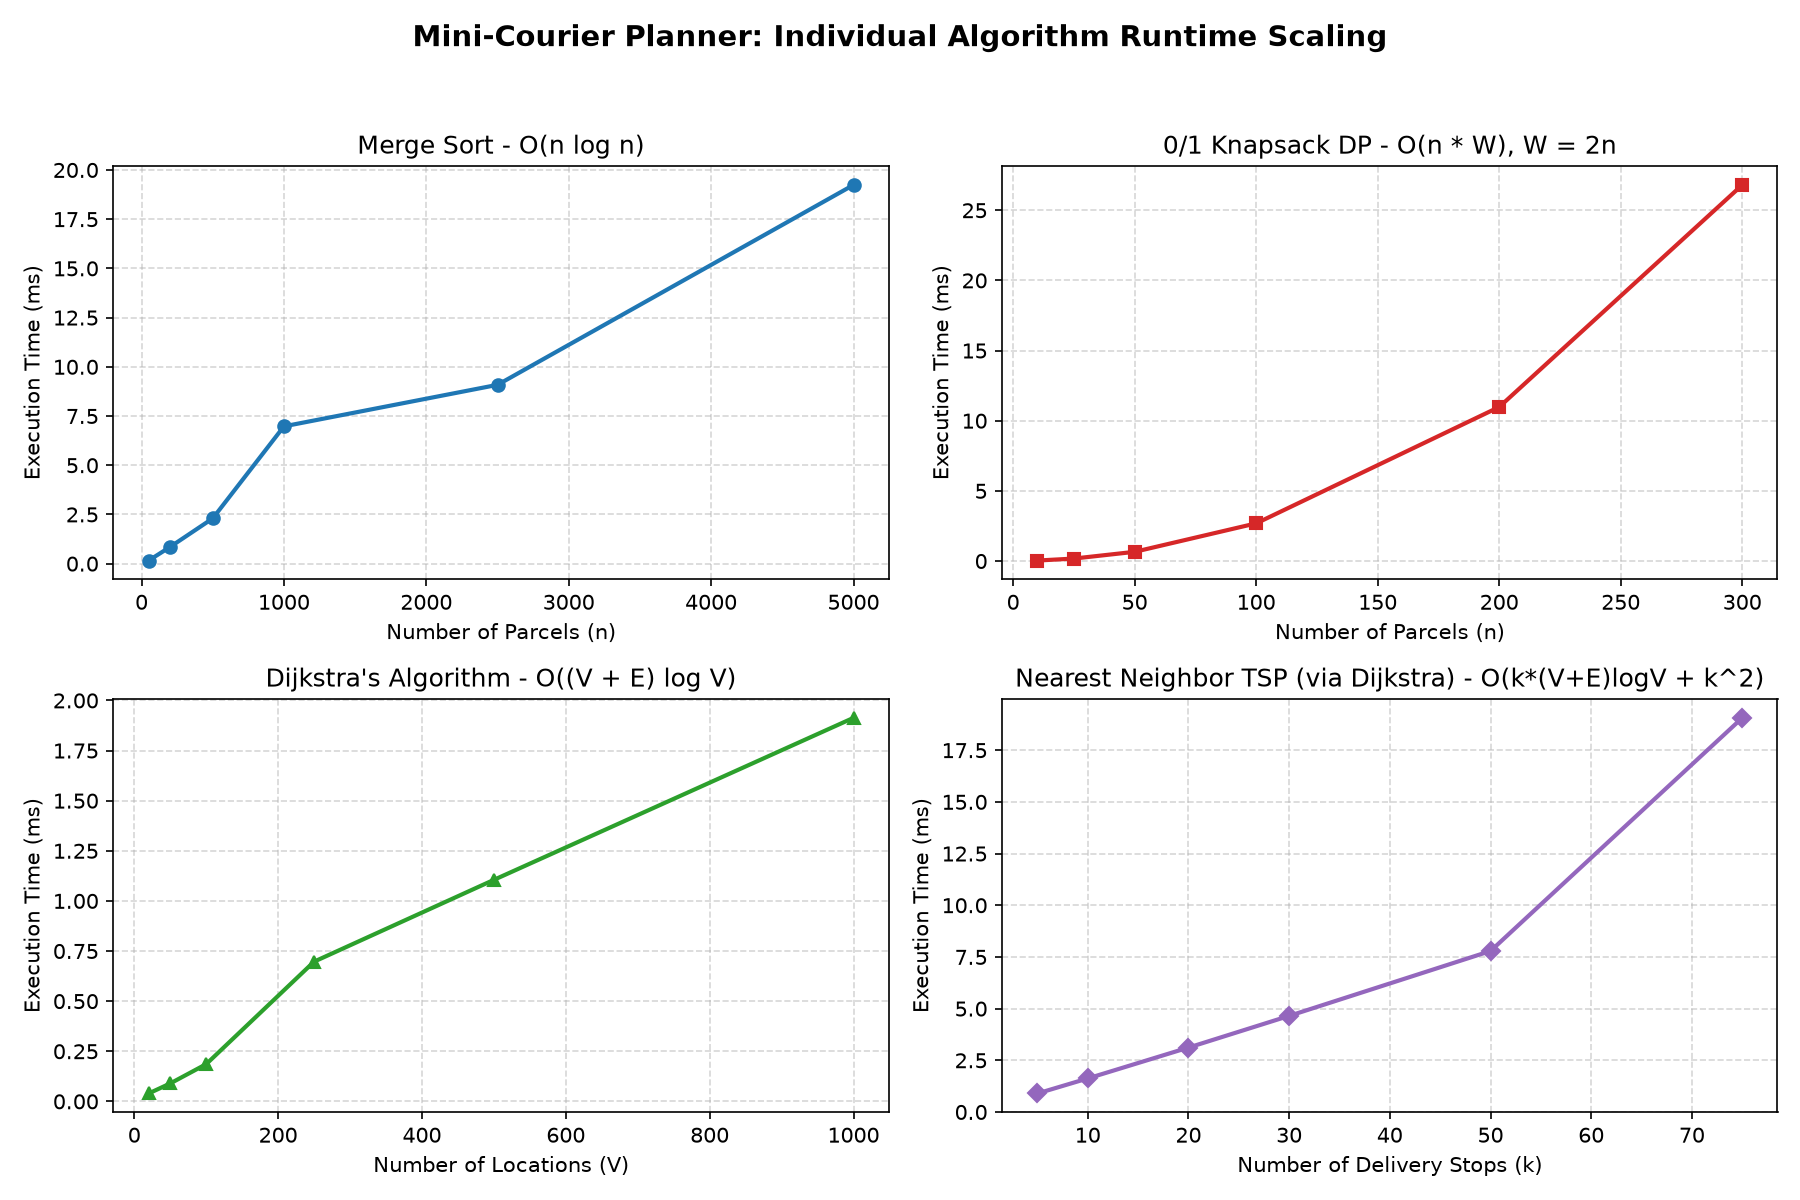 Mini-Courier Planner: Individual Algorithm Runtime Scaling
Merge Sort - O(n log n)
20.0
17.5
15.0
12.5
10.0
7.5
5.0
2.5
0.0
Execution Time (ms)
0 1000 2000 3000 4000 5000
Number of Parcels (n)
0/1 Knapsack DP - O(n * W), W = 2n
25
20
15
10
5
0
Execution Time (ms)
0 50 100 150 200 250 300
Number of Parcels (n)
Dijkstra's Algorithm - O((V + E) log V)
2.00
1.75
1.50
1.25
1.00
0.75
0.50
0.25
0.00
Execution Time (ms)
0 200 400 600 800 1000
Number of Locations (V)
Nearest Neighbor TSP (via Dijkstra) - O(k*(V+E)logV + k^2)
17.5
15.0
12.5
10.0
7.5
5.0
2.5
0.0
Execution Time (ms)
10 20 30 40 50 60 70
Number of Delivery Stops (k)